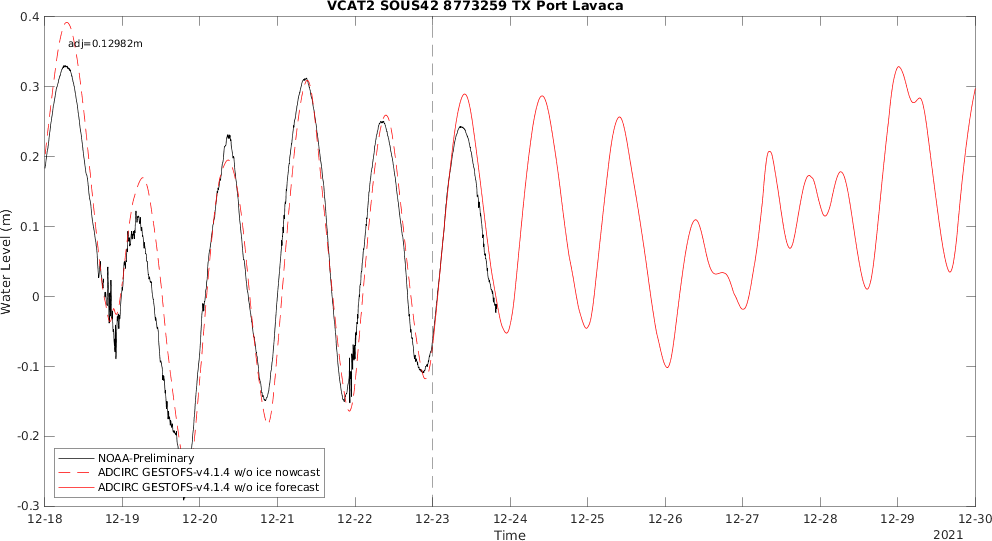 VCAT2 SOUS42 8773259 TX Port Lavaca
adj=0.12982m
Water Level (m)
0.4
0.3
0.2
0.1
0
-0.1
-0.2
-0.3
NOAA-Preliminary
ADCIRC GESTOFS-v4.1.4 w/o ice nowcast
ADCIRC GESTOFS-v4.1.4 w/o ice forecast
12-18 12-19 12-20 12-21 12-22 12-23 12-24 12-25 12-26 12-27 12-28 12-29 12-30
Time
2021